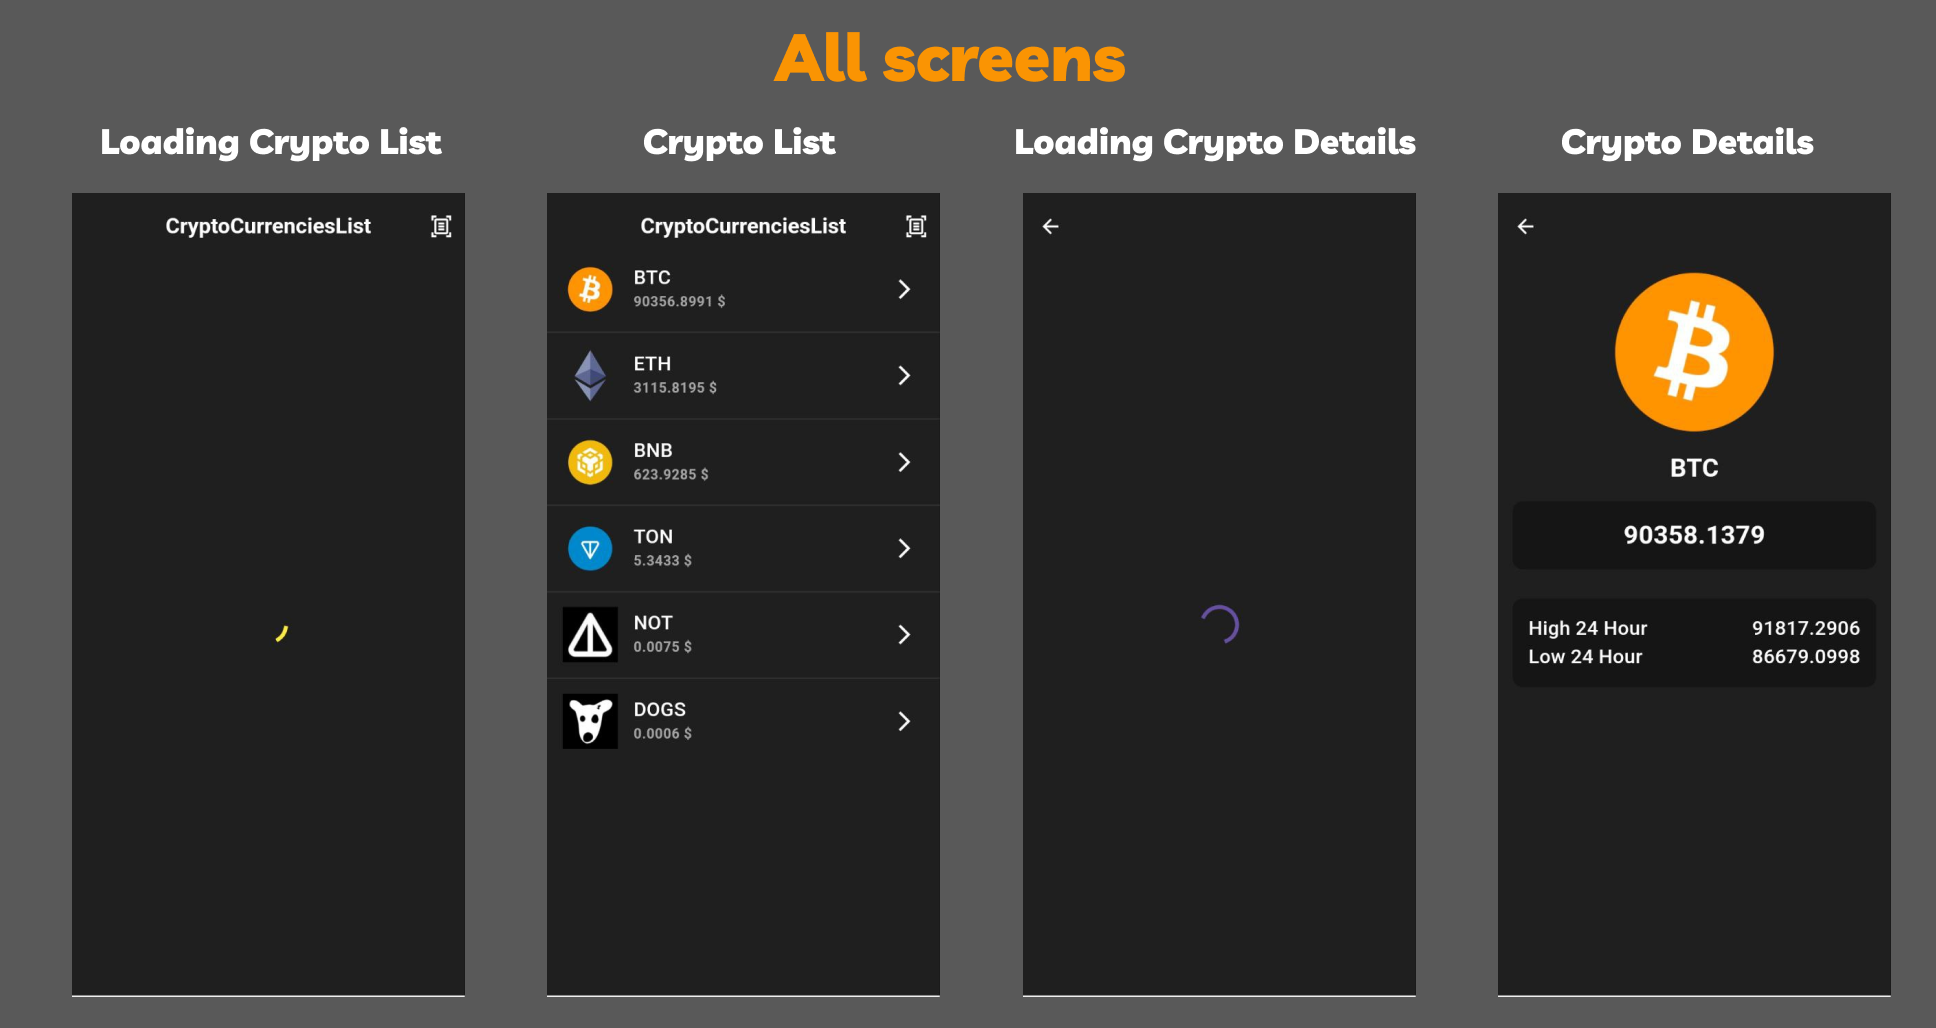 All screens
Loading Crypto List
CryptoCurrenciesList
Crypto List
CryptoCurrenciesList
BTC
90356.8991 $
ETH
3115.8195 $
BNB
623.9285 $
TON
5.3433 $
NOT
0.0075 $
DOGS
0.0006 $
Loading Crypto Details
Crypto Details
BTC
90358.1379
High 24 Hour 91817.2906
Low 24 Hour 86679.0998